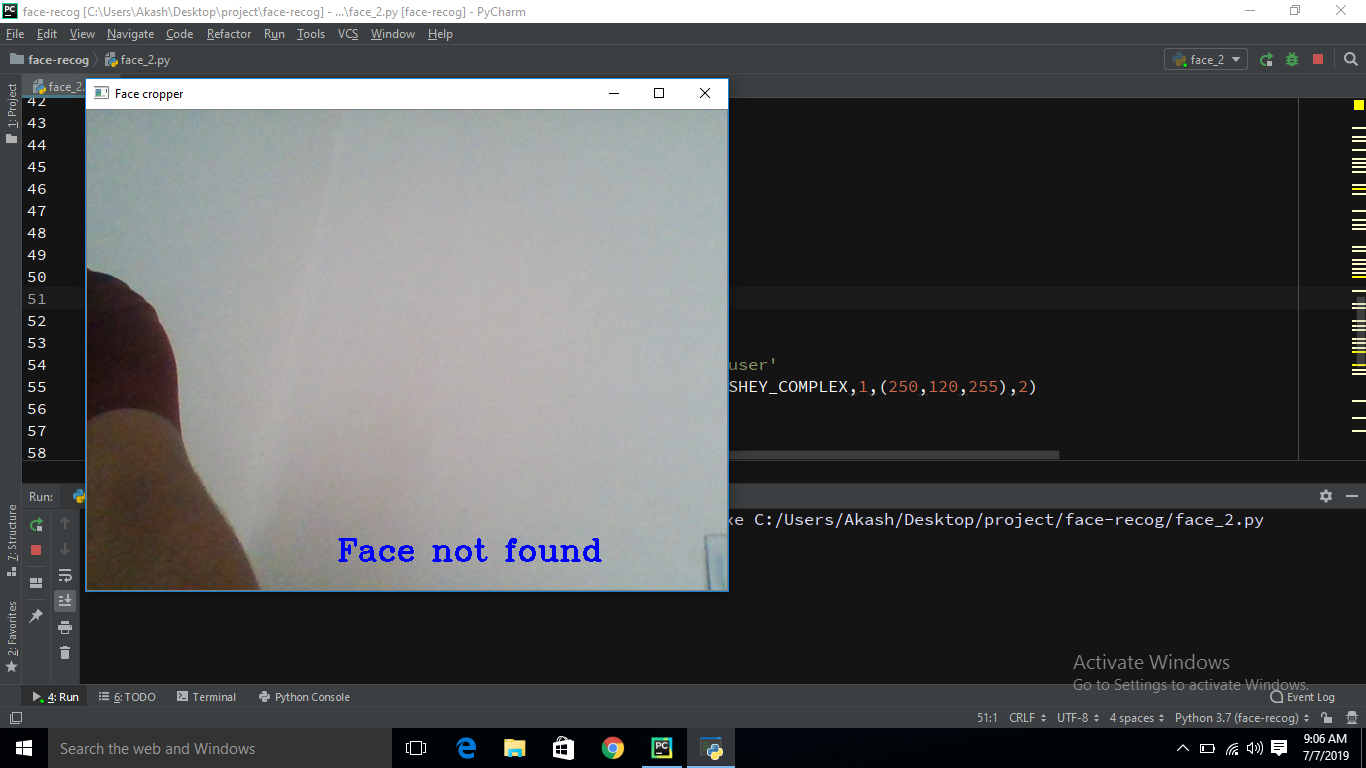 face-recog [C:\Users\Akash\Desktop\project\face-recog] - ...\face_2.py [face-recog] - PyCharm
File Edit View Navigate Code Refactor Run Tools VCS Window Help
face-recog face_2.py face_2
1: Project
face_2.
Face cropper
42
43
44
45
46
47
48
49
50
51
52
53
54 user'
55 SHEY_COMPLEX,1,(250,120,255),2)
56
57
58
Face not found
Run:
xe C:/Users/Akash/Desktop/project/face-recog/face_2.py
7: Structure
2: Favorites
Activate Windows
Go to Settings to activate Windows.
4: Run 6: TODO Terminal Python Console Event Log
51:1 CRLF UTF-8 4 spaces Python 3.7 (face-recog)
Search the web and Windows
9:06 AM
7/7/2019